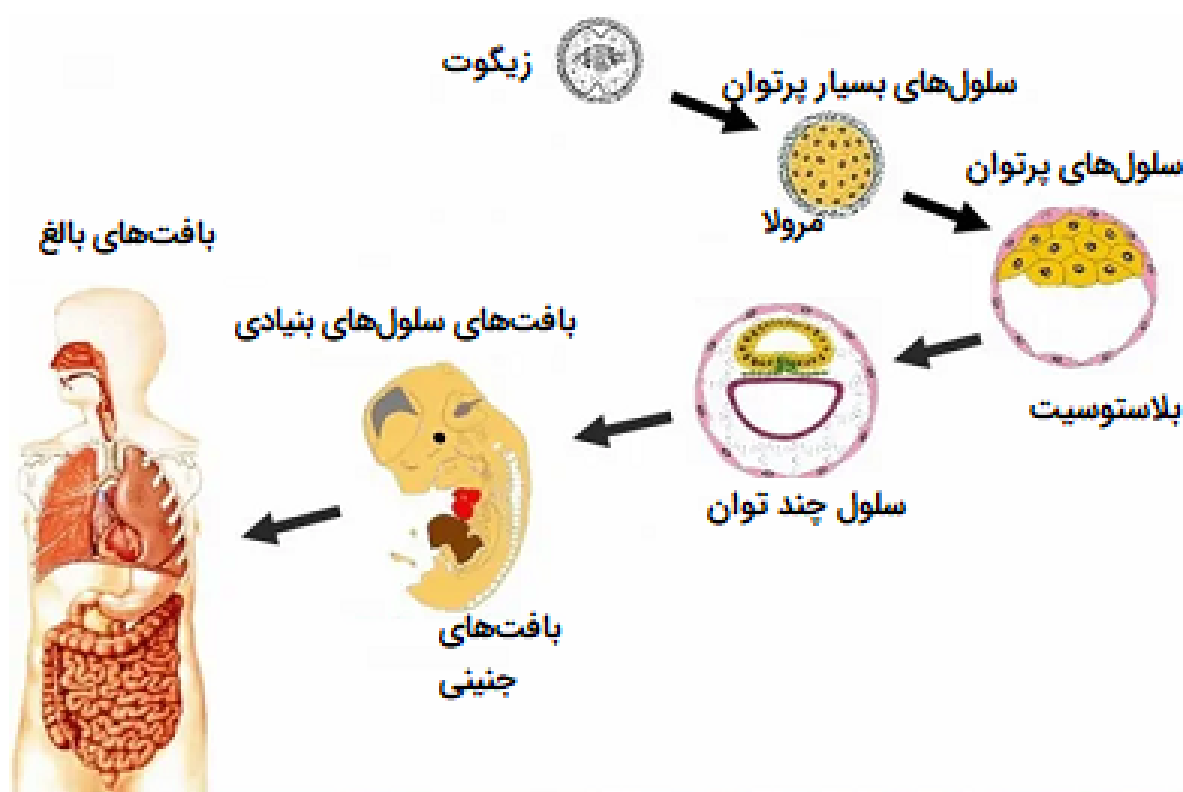 زیگوت
سلول‌های بسیار پرتوان
مرولا
سلول‌های پرتوان
بلاستوسیت
سلول چند توان
بافت‌های سلول‌های بنیادی
بافت‌های
جنینی
بافت‌های بالغ